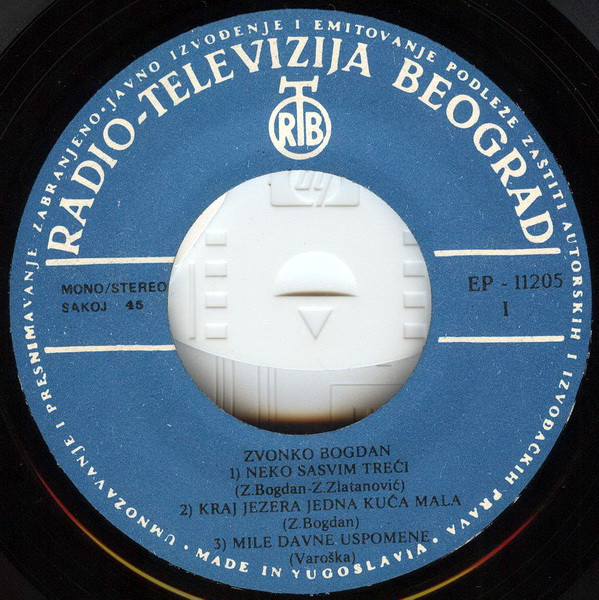 UMNOŽAVANJE I PRESNIMAVANJE ZABRANJENO · JAVNO IZVOĐENJE I EMITOVANJE PODLEŽE ZAŠTITI AUTORSKIH I IZVOĐAČKIH PRAVA ·
RADIO-TELEVIZIJA BEOGRAD
RTB
MONO/STEREO
SAKOJ 45
EP - 11205
I
ZVONKO BOGDAN
1) NEKO SASVIM TREĆI
(Z.Bogdan-Z.Zlatanović)
2) KRAJ JEZERA JEDNA KUĆA MALA
(Z.Bogdan)
3) MILE DAVNE USPOMENE
(Varoška)
· MADE IN YUGOSLAVIA ·